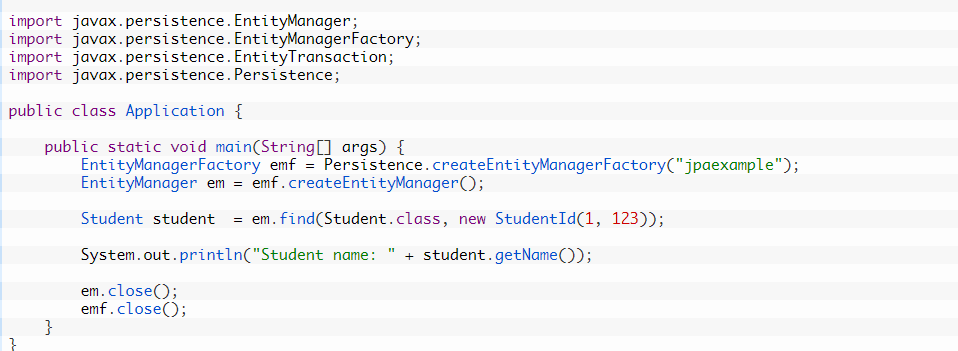 import javax.persistence.EntityManager;
import javax.persistence.EntityManagerFactory;
import javax.persistence.EntityTransaction;
import javax.persistence.Persistence;

public class Application {

    public static void main(String[] args) {
        EntityManagerFactory emf = Persistence.createEntityManagerFactory("jpaexample");
        EntityManager em = emf.createEntityManager();

        Student student  = em.find(Student.class, new StudentId(1, 123));

        System.out.println("Student name: " + student.getName());

        em.close();
        emf.close();
    }
}